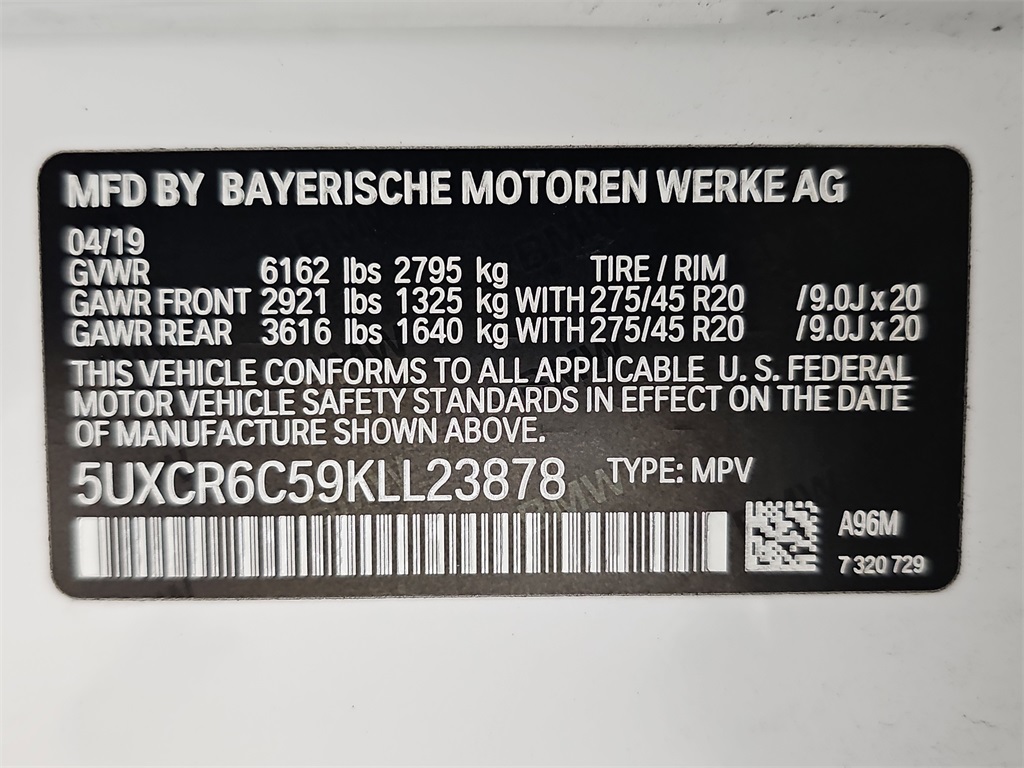 MFD BY BAYERISCHE MOTOREN WERKE AG
04/19
GVWR 6162 lbs 2795 kg TIRE / RIM
GAWR FRONT 2921 lbs 1325 kg WITH 275/45 R20 /9.0J x 20
GAWR REAR 3616 lbs 1640 kg WITH 275/45 R20 /9.0J x 20
THIS VEHICLE CONFORMS TO ALL APPLICABLE U. S. FEDERAL
MOTOR VEHICLE SAFETY STANDARDS IN EFFECT ON THE DATE
OF MANUFACTURE SHOWN ABOVE.
5UXCR6C59KLL23878 TYPE: MPV
A96M
7 320 729